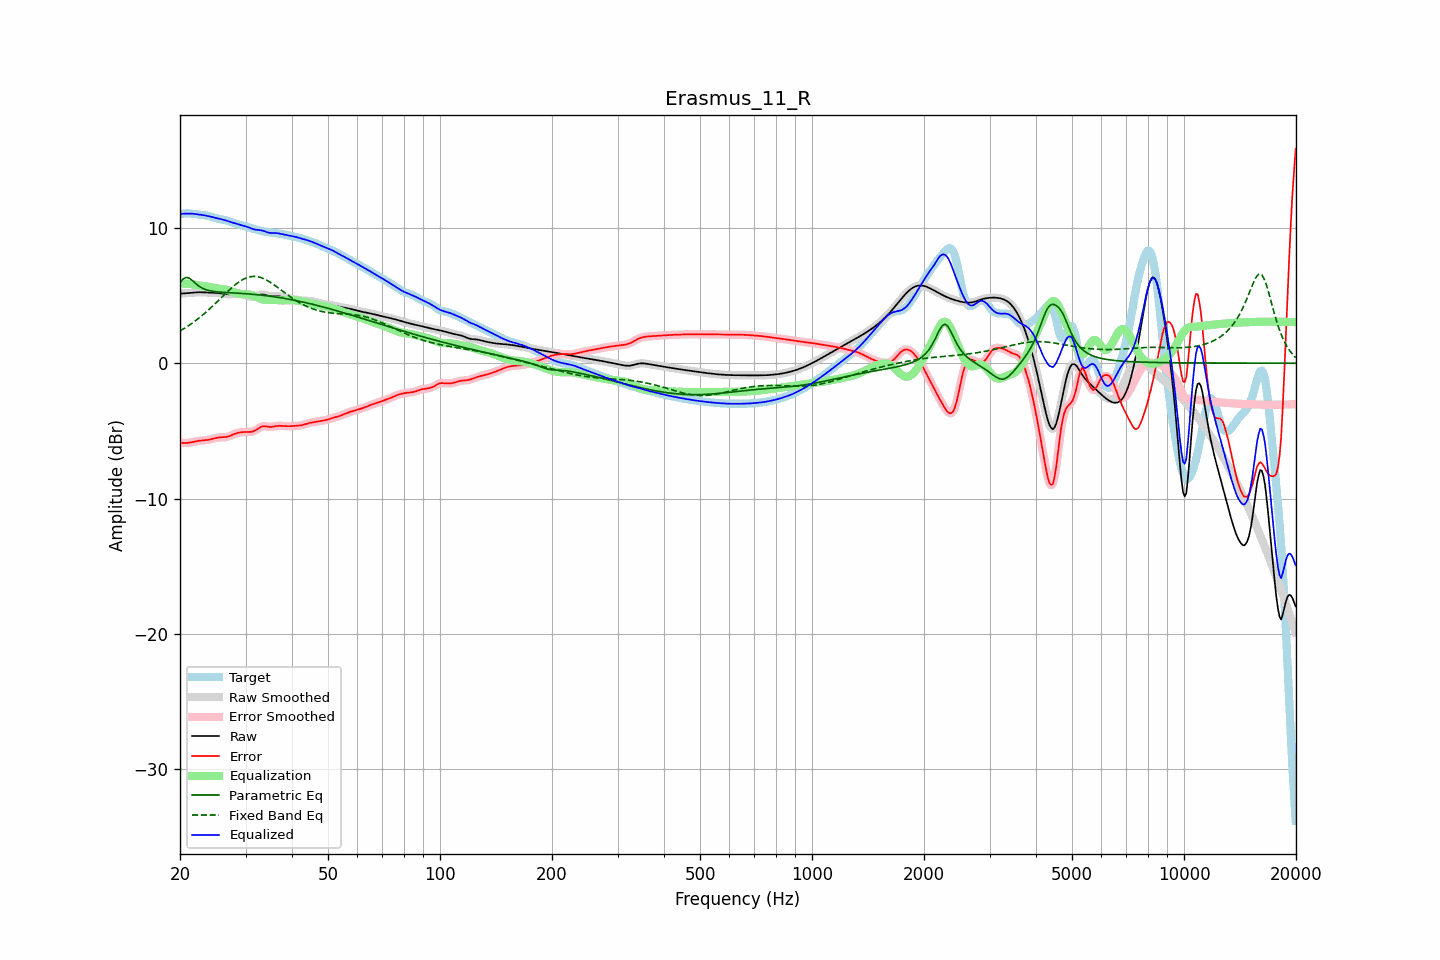 Erasmus_11_R
10
0
−10
−20
−30
Amplitude (dBr)
Target
Raw Smoothed
Error Smoothed
Raw
Error
Equalization
Parametric Eq
Fixed Band Eq
Equalized
20 50 100 200 500 1000 2000 5000 10000 20000
Frequency (Hz)